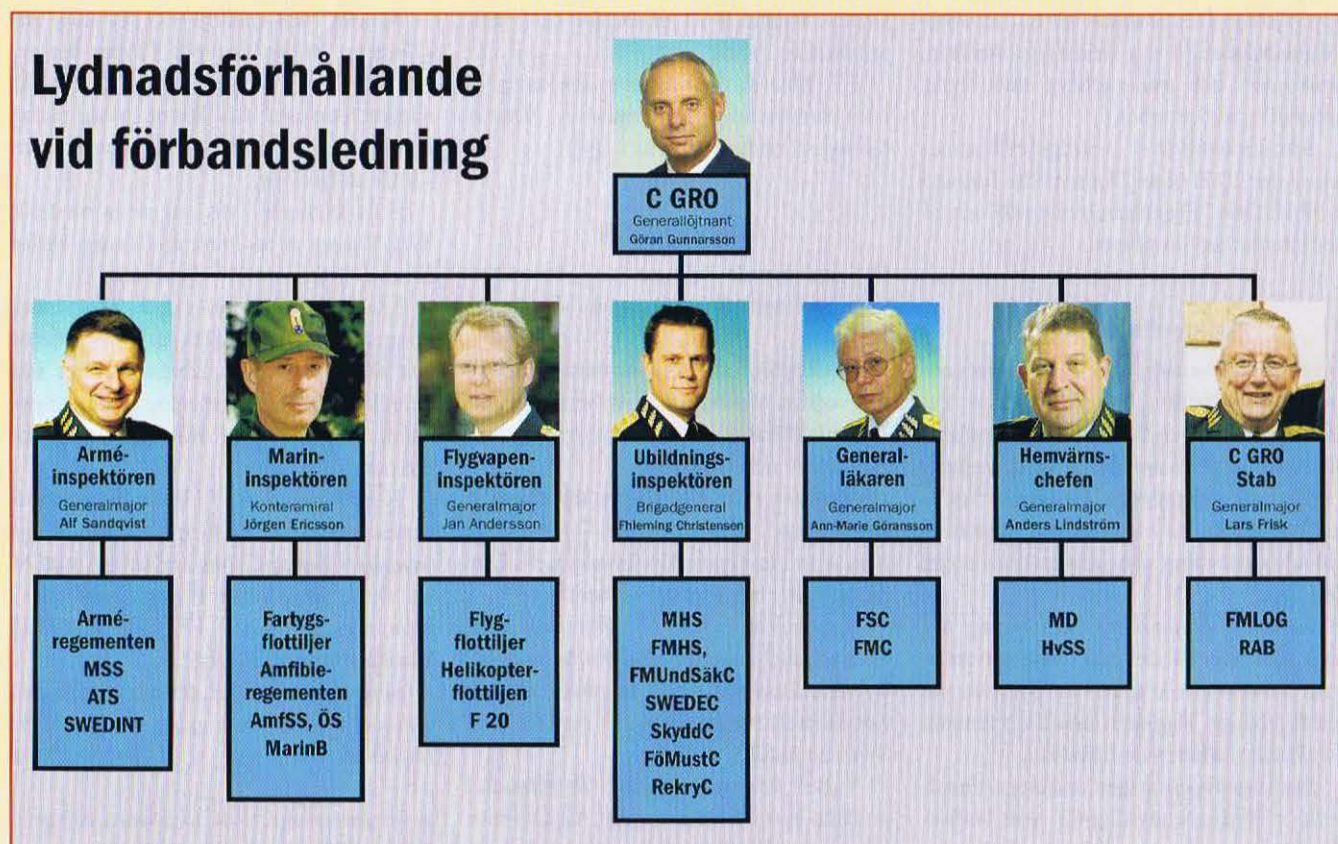 Lydnadsförhållande
vid förbandsledning
C GRO
Generallöjtnant
Göran Gunnarsson
Armé-
inspektören
Generalmajor
Alf Sandqvist
Marin-
inspektören
Konteramiral
Jörgen Ericsson
Flygvapen-
inspektören
Generalmajor
Jan Andersson
Ubildnings-
inspektören
Brigadgeneral
Fhleming Christensen
General-
läkaren
Generalmajor
Ann-Marie Göransson
Hemvärns-
chefen
Generalmajor
Anders Lindström
C GRO
Stab
Generalmajor
Lars Frisk
Armé-
regementen
MSS
ATS
SWEDINT
Fartygs-
flottiljer
Amfibie-
regementen
AmfSS, ÖS
MarinB
Flyg-
flottiljer
Helikopter-
flottiljen
F 20
MHS
FMHS,
FMUndSäkC
SWEDEC
SkyddC
FöMustC
RekryC
FSC
FMC
MD
HvSS
FMLOG
RAB